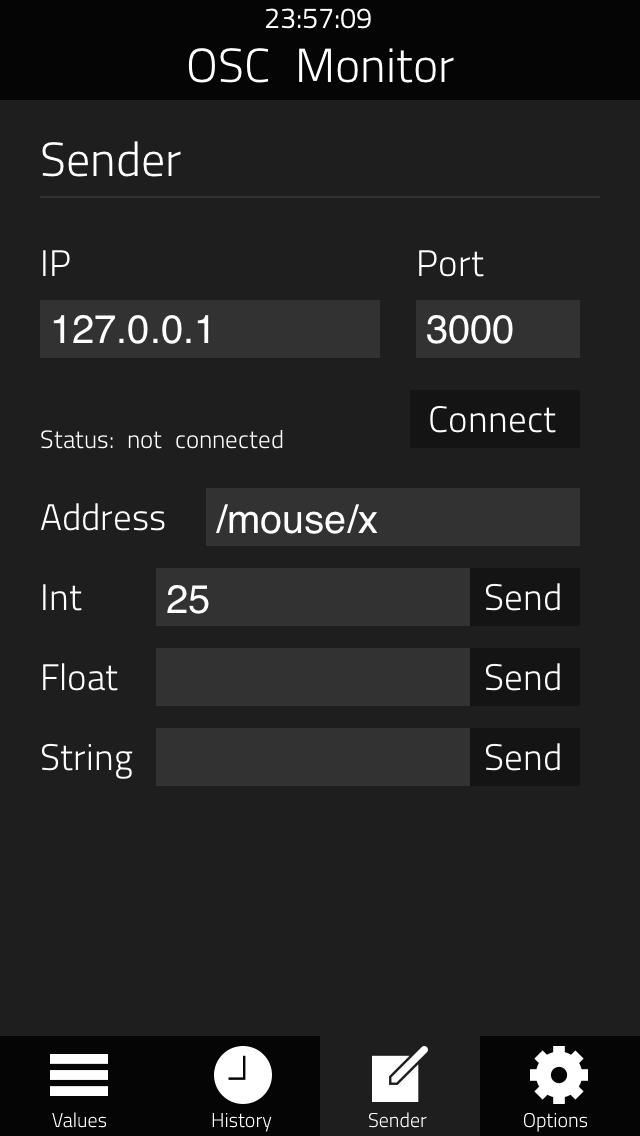 23:57:09
OSC Monitor
Sender
IP Port
127.0.0.1 3000
Connect
Status: not connected
Address /mouse/x
Int 25 Send
Float Send
String Send
Values History Sender Options